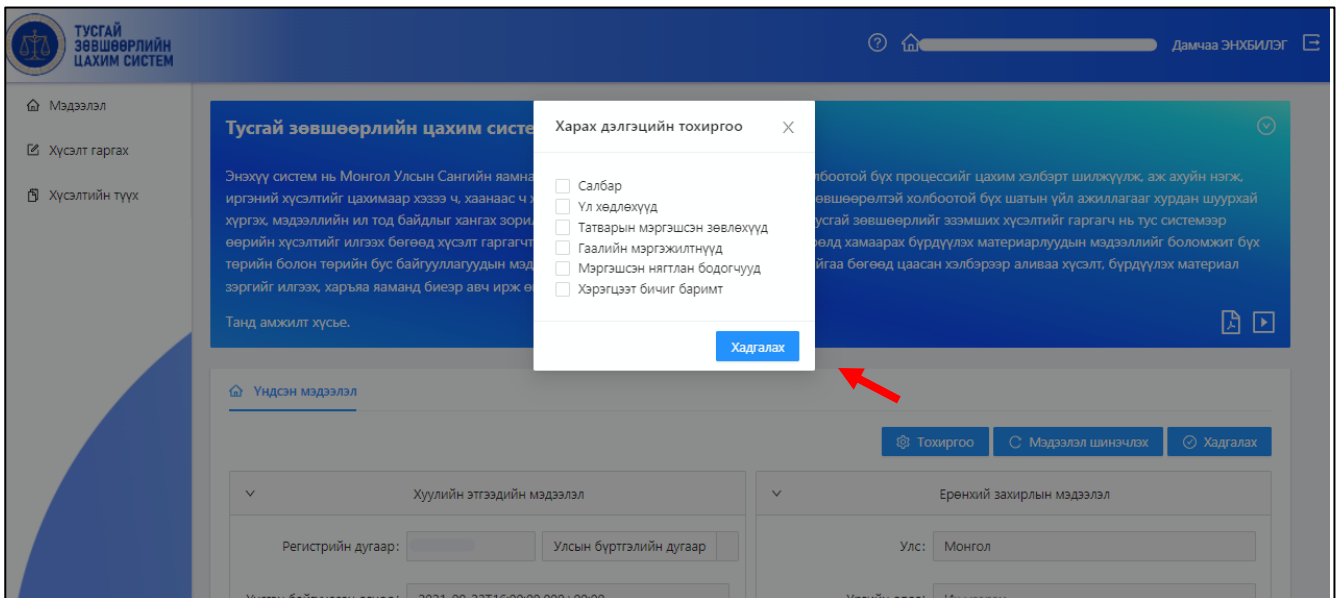 ТУСГАЙ
ЗӨВШӨӨРЛИЙН
ЦАХИМ СИСТЕМ
Дамчаа ЭНХБИЛЭГ
Мэдээлэл
Хүсэлт гаргах
Хүсэлтийн түүх
Тусгай зөвшөөрлийн цахим систе
Энэхүү систем нь Монгол Улсын Сангийн яамна
лбоотой бүх процессийг цахим хэлбэрт шилжүүлж, аж ахуйн нэгж,
иргэний хүсэлтийг цахимаар хэзээ ч, хаанаас ч х
өвшөөрөлтэй холбоотой бүх шатын үйл ажиллагааг хурдан шуурхай
хүргэх, мэдээллийн ил тод байдлыг хангах зори
усгай зөвшөөрлийг эзэмших хүсэлтийг гаргагч нь тус системээр
өөрийн хүсэлтийг илгээх бөгөөд хүсэлт гаргагчт
өлд хамаарах бүрдүүлэх материарлуудын мэдээллийг боломжит бүх
төрийн болон төрийн бус байгууллагуудын мэд
йгаа бөгөөд цаасан хэлбэрээр аливаа хүсэлт, бүрдүүлэх материал
зэргийг илгээх, харъяа яаманд биеэр авч ирж ө
Танд амжилт хүсье.
Харах дэлгэцийн тохиргоо
Салбар
Үл хөдлөхүүд
Татварын мэргэшсэн зөвлөхүүд
Гаалийн мэргэжилтнүүд
Мэргэшсэн нягтлан бодогчууд
Хэрэгцээт бичиг баримт
Хадгалах
Үндсэн мэдээлэл
Тохиргоо
Мэдээлэл шинэчлэх
Хадгалах
Хуулийн этгээдийн мэдээлэл
Ерөнхий захирлын мэдээлэл
Регистрийн дугаар:
Улсын бүртгэлийн дугаар
Улс: Монгол